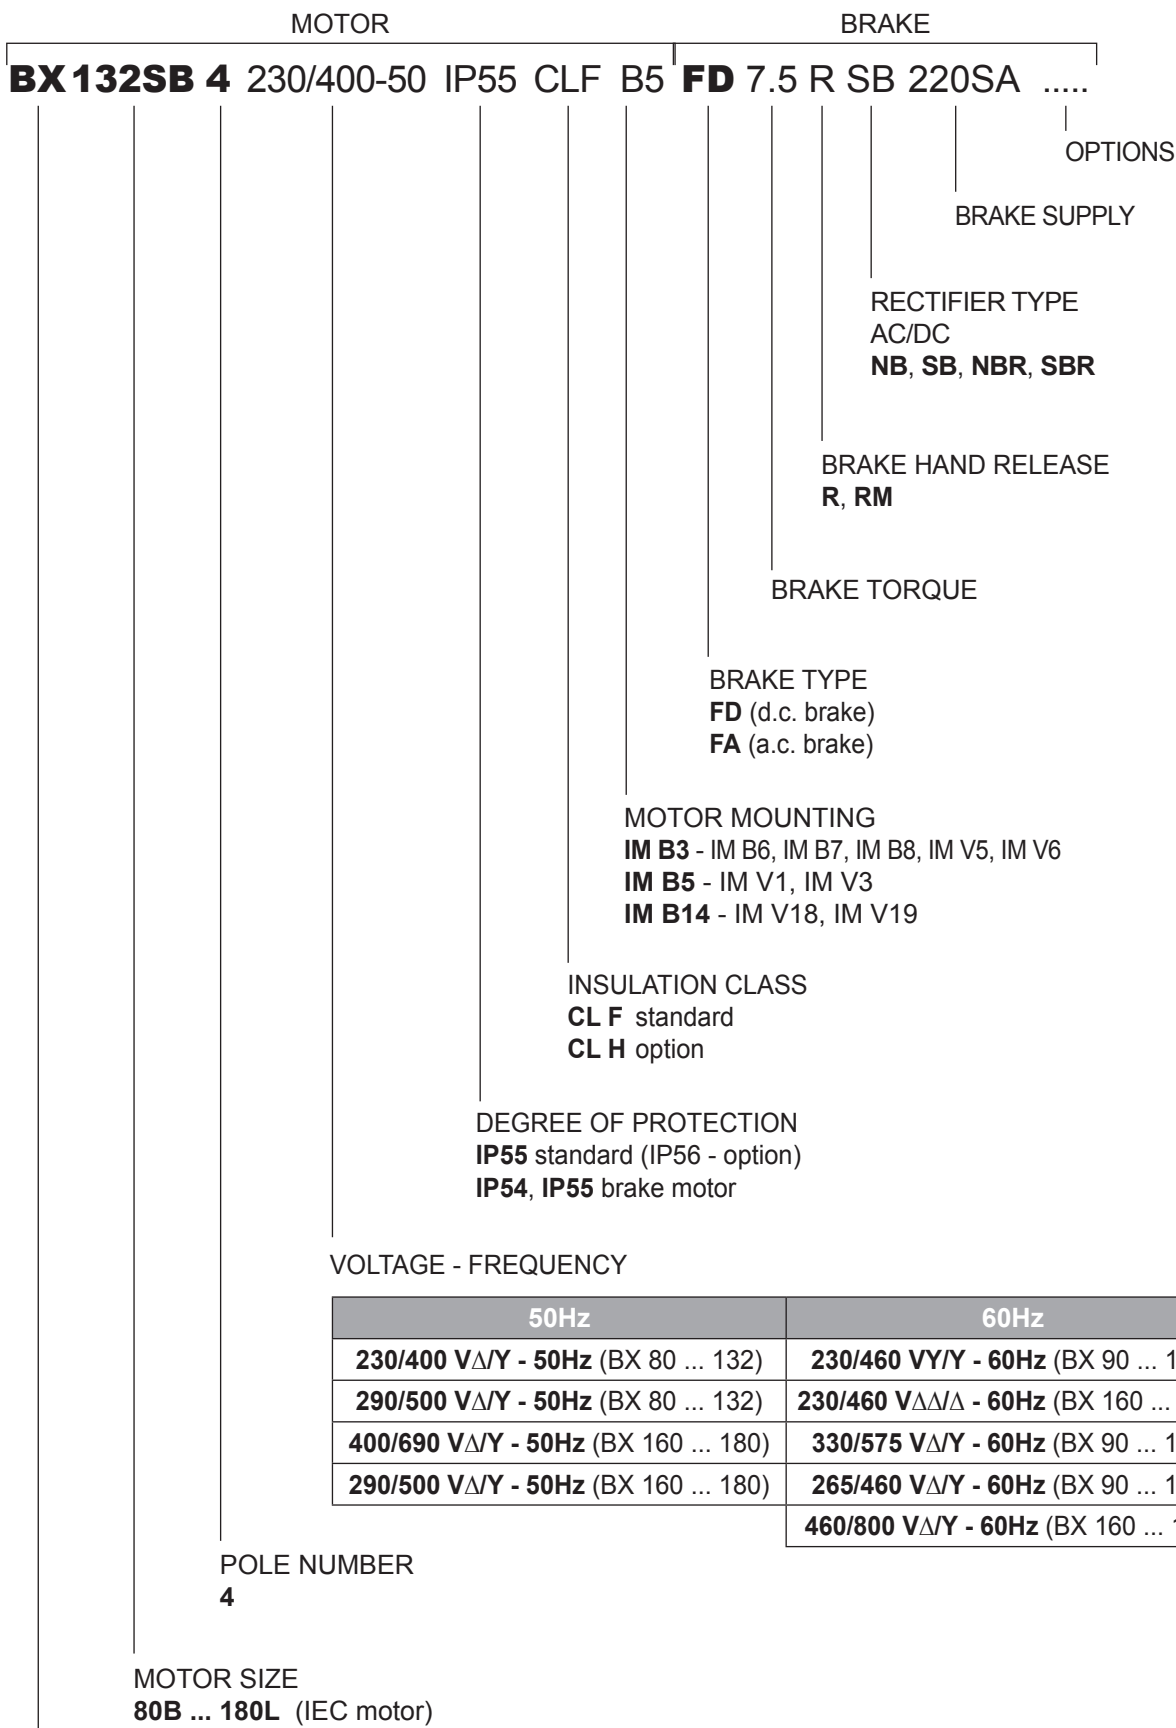 MOTOR BRAKE
BX 132SB 4 230/400-50 IP55 CLF B5 FD 7.5 R SB 220SA .....
OPTIONS
BRAKE SUPPLY
RECTIFIER TYPE
AC/DC
NB, SB, NBR, SBR
BRAKE HAND RELEASE
R, RM
BRAKE TORQUE
BRAKE TYPE
FD (d.c. brake)
FA (a.c. brake)
MOTOR MOUNTING
IM B3 - IM B6, IM B7, IM B8, IM V5, IM V6
IM B5 - IM V1, IM V3
IM B14 - IM V18, IM V19
INSULATION CLASS
CL F standard
CL H option
DEGREE OF PROTECTION
IP55 standard (IP56 - option)
IP54, IP55 brake motor
VOLTAGE - FREQUENCY
50Hz 60Hz
230/400 VΔ/Y - 50Hz (BX 80 ... 132) 230/460 VY/Y - 60Hz (BX 90 ...
290/500 VΔ/Y - 50Hz (BX 80 ... 132) 230/460 VΔΔ/Δ - 60Hz (BX 160 ...
400/690 VΔ/Y - 50Hz (BX 160 ... 180) 330/575 VΔ/Y - 60Hz (BX 90 ...
290/500 VΔ/Y - 50Hz (BX 160 ... 180) 265/460 VΔ/Y - 60Hz (BX 90 ...
460/800 VΔ/Y - 60Hz (BX 160 ...
POLE NUMBER
4
MOTOR SIZE
80B ... 180L (IEC motor)